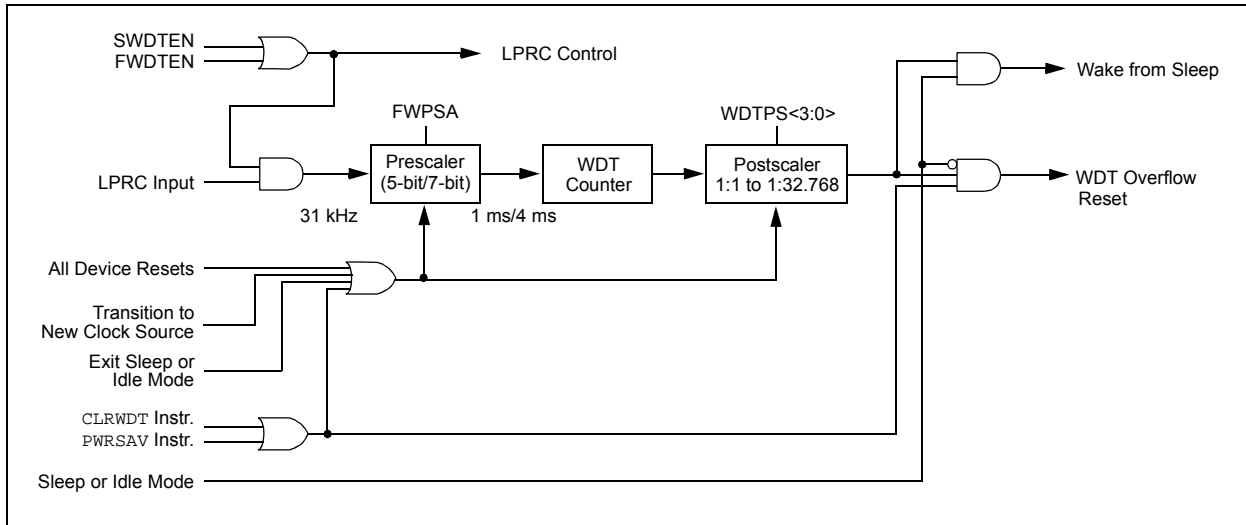 SWDTEN
FWDTEN
LPRC Control
Wake from Sleep
FWPSA
WDTPS<3:0>
LPRC Input
Prescaler
(5-bit/7-bit)
WDT
Counter
Postscaler
1:1 to 1:32.768
WDT Overflow
Reset
31 kHz
1 ms/4 ms
All Device Resets
Transition to
New Clock Source
Exit Sleep or
Idle Mode
CLRWDT Instr.
PWRSAV Instr.
Sleep or Idle Mode